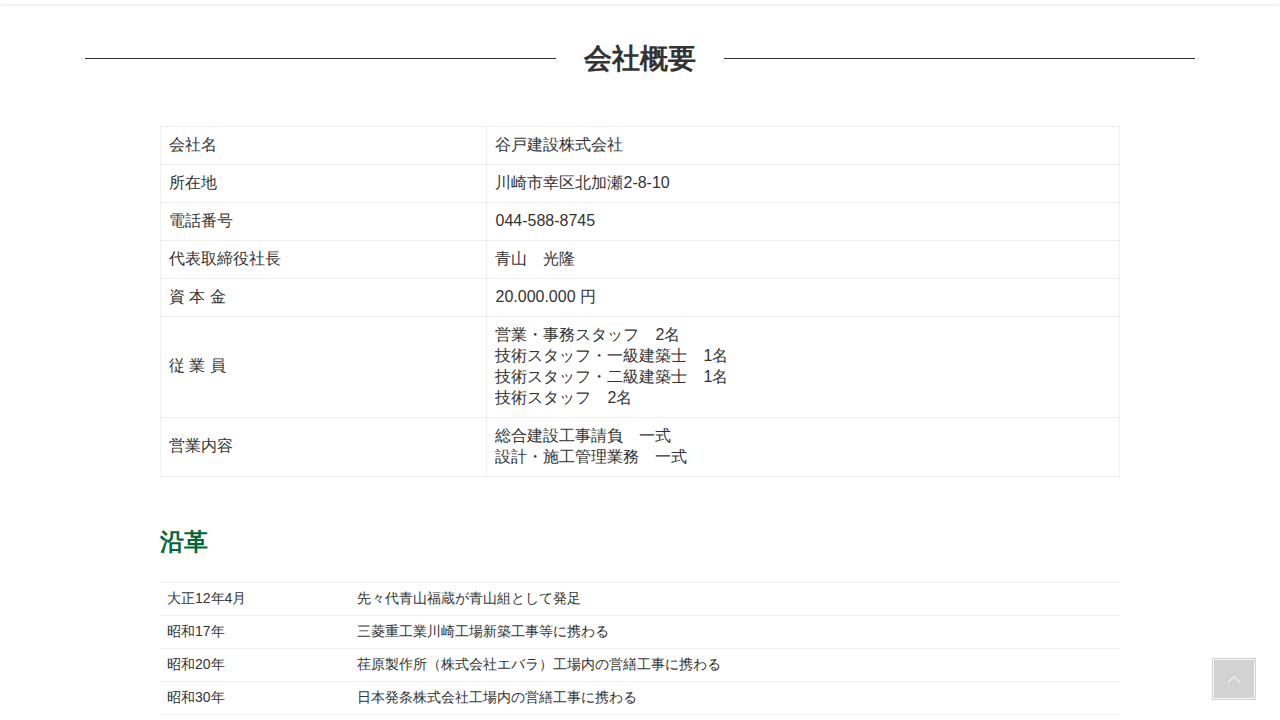 会社概要
会社名 谷戸建設株式会社
所在地 川崎市幸区北加瀬2-8-10
電話番号 044-588-8745
代表取締役社長 青山　光隆
資 本 金 20.000.000 円
従 業 員 営業・事務スタッフ　2名
技術スタッフ・一級建築士　1名
技術スタッフ・二級建築士　1名
技術スタッフ　2名
営業内容 総合建設工事請負　一式
設計・施工管理業務　一式
沿革
大正12年4月 先々代青山福蔵が青山組として発足
昭和17年 三菱重工業川崎工場新築工事等に携わる
昭和20年 荏原製作所（株式会社エバラ）工場内の営繕工事に携わる
昭和30年 日本発条株式会社工場内の営繕工事に携わる